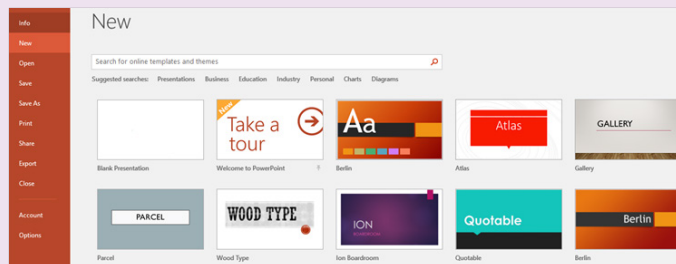 Info
New
Open
Save
Save As
Print
Share
Export
Close
Account
Options
New
Search for online templates and themes
Suggested searches: Presentations Business Education Industry Personal Charts Diagrams
New
Take a
tour
Aa
Atlas
GALLERY
Blank Presentation
Welcome to PowerPoint
Berlin
Atlas
Gallery
PARCEL
WOOD TYPE
ION
Quotable
Berlin
Parcel
Wood Type
Ion Boardroom
Quotable
Berlin